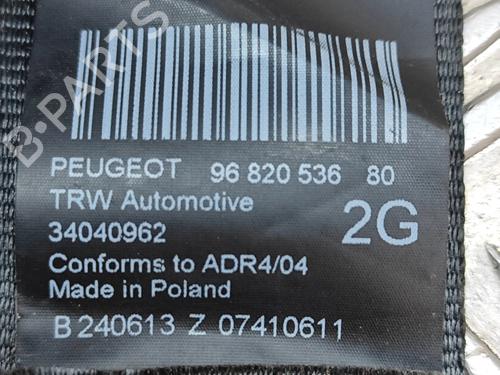 B-PARTS
PEUGEOT 96 820 536 80
TRW Automotive
34040962 2G
Conforms to ADR4/04
Made in Poland
B 240613 Z 07410611